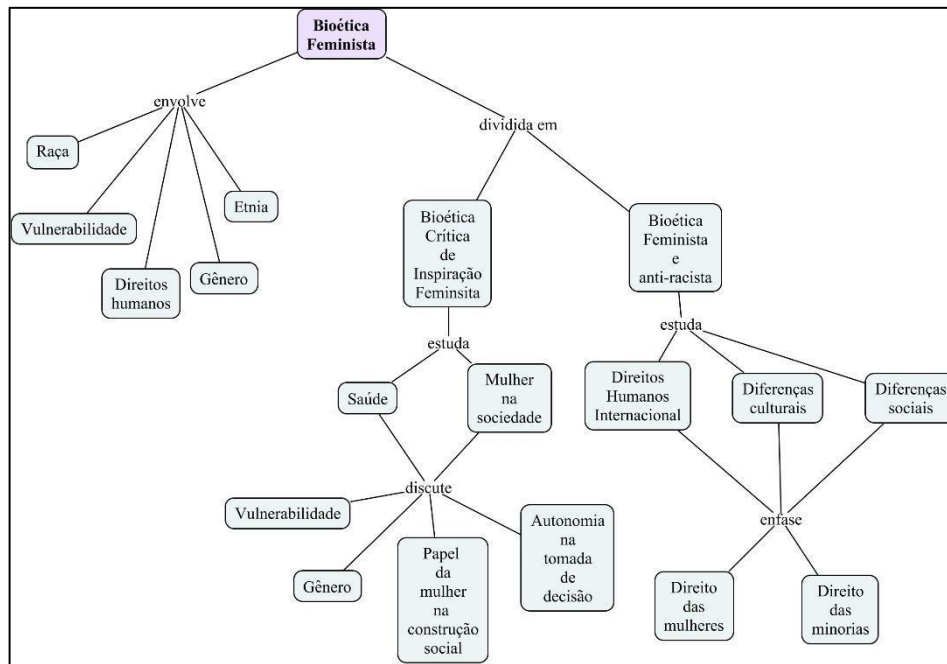 Bioética
Feminista
envolve
dividida em
Raça
Etnia
Vulnerabilidade
Direitos
humanos
Gênero
Bioética
Crítica
de
Inspiração
Feminsita
Bioética
Feminista
e
anti-racista
estuda
estuda
Saúde
Mulher
na
sociedade
Direitos
Humanos
Internacional
Diferenças
culturais
Diferenças
sociais
discute
Vulnerabilidade
Gênero
Papel
da
mulher
na
construção
social
Autonomia
na
tomada
de
decisão
enfase
Direito
das
mulheres
Direito
das
minorias